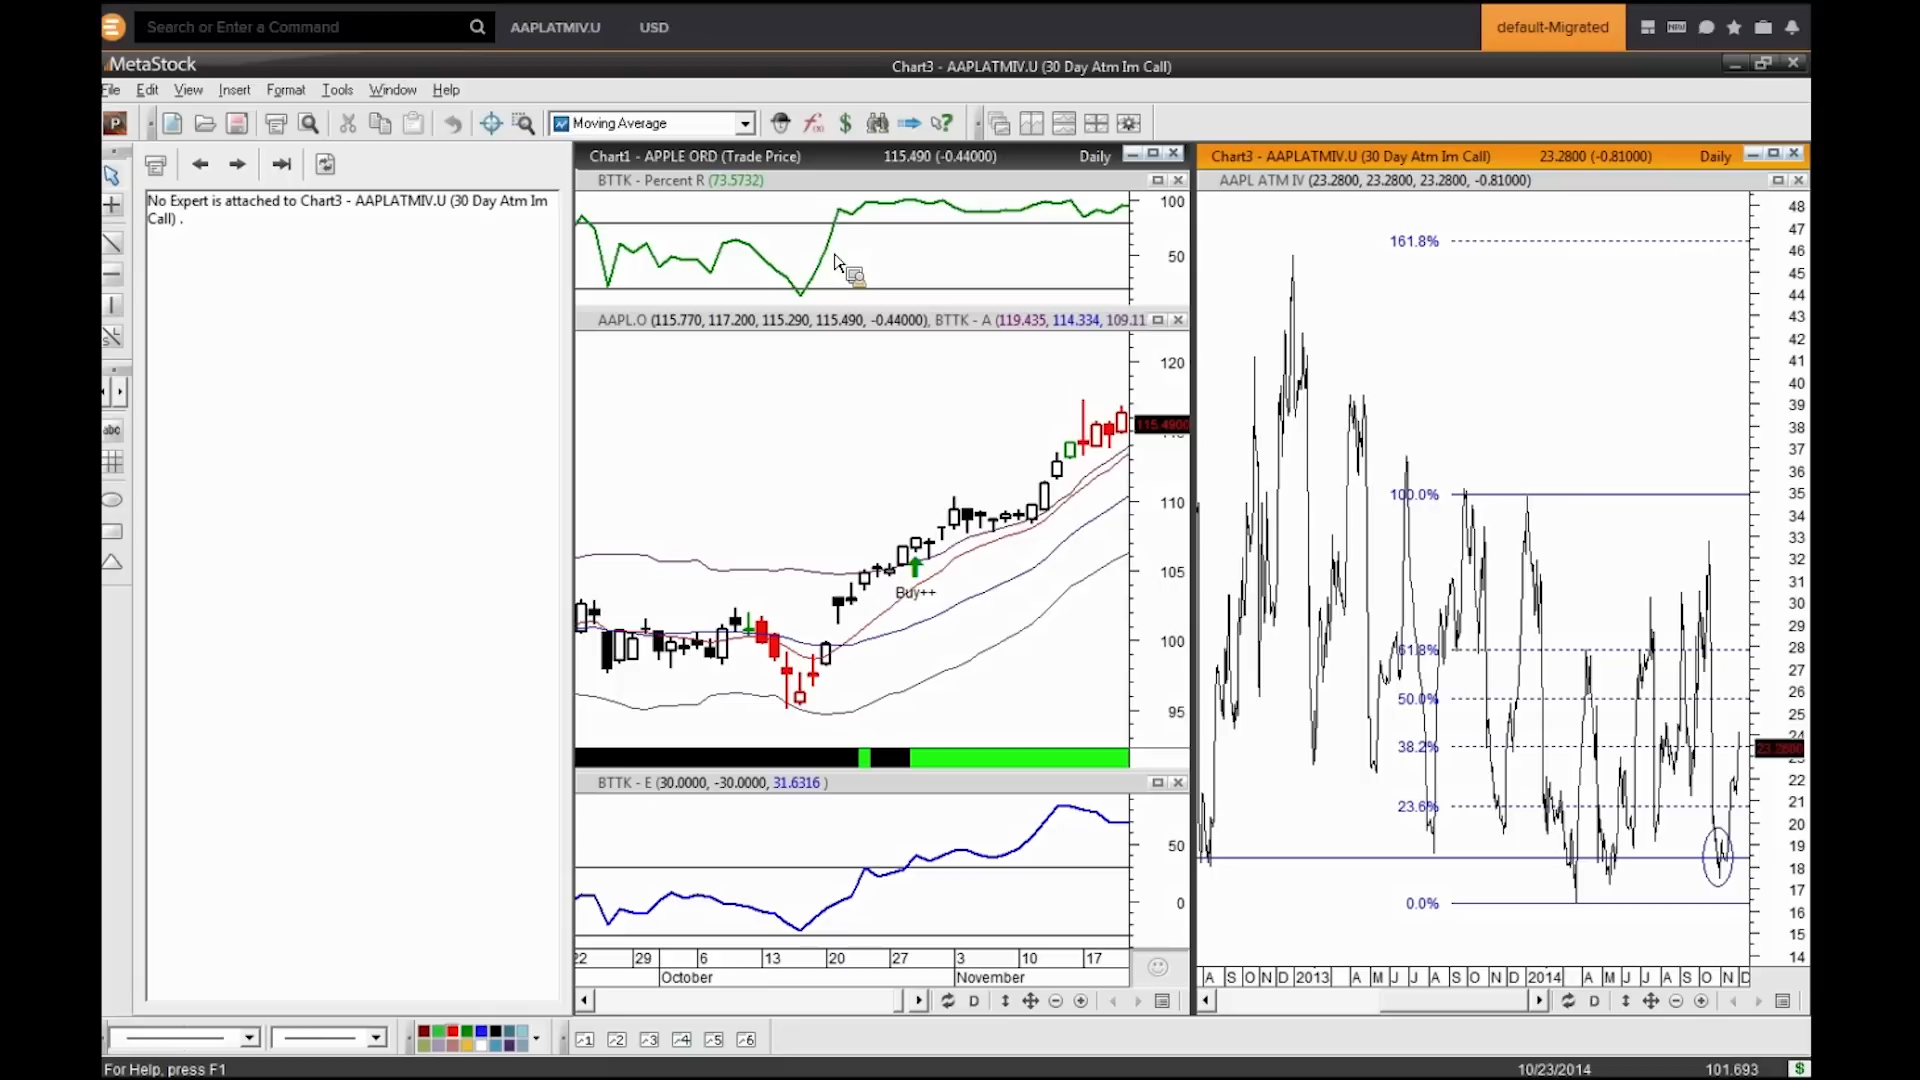 Search or Enter a Command
AAPLATMIV.U
USD
default-Migrated
MetaStock
Chart3 - AAPLATMIV.U (30 Day Atm Im Call)
File Edit View Insert Format Tools Window Help
Moving Average
No Expert is attached to Chart3 - AAPLATMIV.U (30 Day Atm Im
Call) .
Chart1 - APPLE ORD (Trade Price) 115.490 (-0.44000) Daily
BTTK - Percent R (73.5732)
100
50
AAPL.O (115.770, 117.200, 115.290, 115.490, -0.44000), BTTK - A (119.435, 114.334, 109.11
120
115.4900
110
105
100
95
Buy++
BTTK - E (30.0000, -30.0000, 31.6316 )
50
0
22 29 6 13 20 27 3 10 17
October November
Chart3 - AAPLATMIV.U (30 Day Atm Im Call) 23.2800 (-0.81000) Daily
AAPL ATM IV (23.2800, 23.2800, 23.2800, -0.81000)
48
47
161.8%
46
45
44
43
42
41
40
39
38
37
36
100.0%
35
34
33
32
31
30
29
28
61.8%
27
26
50.0%
25
24
38.2%
23.2800
22
21
23.6%
20
19
18
17
0.0%
16
15
14
A S O N D 2013 A M J J A S O N D 2014 A M J J A S O N D
For Help, press F1
10/23/2014
101.693